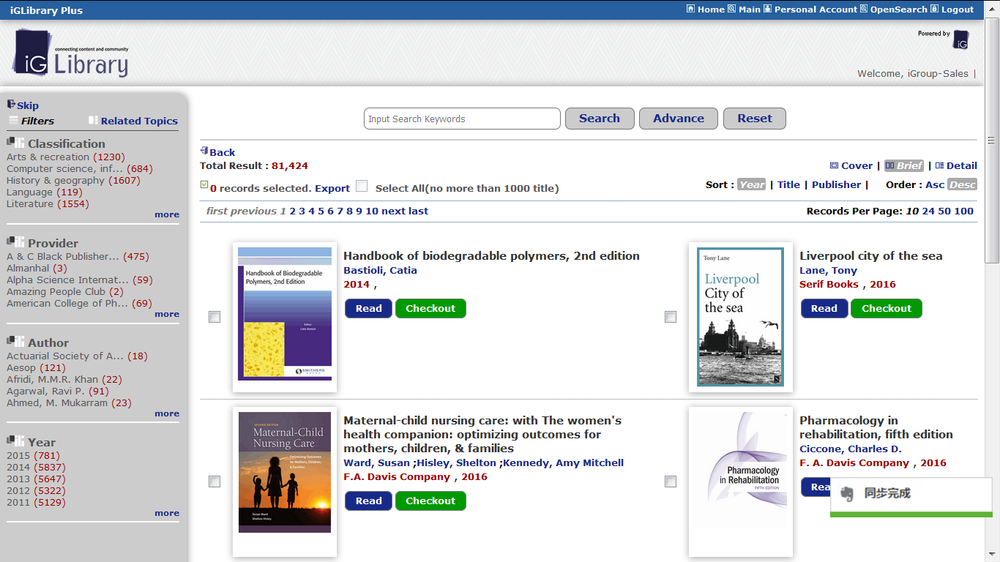 iGLibrary Plus
Home Main Personal Account OpenSearch Logout
connecting content and community
iG Library
Powered by iG
Welcome, iGroup-Sales |
Skip
Filters Related Topics
Classification
Arts & recreation (1230)
Computer science, inf... (684)
History & geography (1607)
Language (119)
Literature (1554)
more
Provider
A & C Black Publisher... (475)
Almanhal (3)
Alpha Science Internat... (59)
Amazing People Club (2)
American College of Ph... (69)
more
Author
Actuarial Society of A... (18)
Aesop (121)
Afridi, M.M.R. Khan (22)
Agarwal, Ravi P. (91)
Ahmed, M. Mukarram (23)
more
Year
2015 (781)
2014 (5837)
2013 (5647)
2012 (5322)
2011 (5129)
more
Input Search Keywords Search Advance Reset
Back
Total Result : 81,424
Cover | Brief | Detail
0 records selected. Export Select All(no more than 1000 title)
Sort : Year | Title | Publisher | Order : Asc Desc
first previous 1 2 3 4 5 6 7 8 9 10 next last
Records Per Page: 10 24 50 100
Handbook of Biodegradable
Polymers, 2nd Edition
Editor
Catia Bastioli
SMITHERS
Handbook of biodegradable polymers, 2nd edition
Bastioli, Catia
2014 ,
Read Checkout
Tony Lane
Liverpool
City of
the sea
Liverpool city of the sea
Lane, Tony
Serif Books , 2016
Read Checkout
SECOND EDITION
Maternal-Child
Nursing Care
Optimizing Outcomes
for Mothers, Children,
& Families
Susan Ward
Shelton Hisley
Maternal-child nursing care: with The women's
health companion: optimizing outcomes for
mothers, children, & families
Ward, Susan ;Hisley, Shelton ;Kennedy, Amy Mitchell
F.A. Davis Company , 2016
Read Checkout
Pharmacology
in Rehabilitation
FIFTH EDITION
Pharmacology in
rehabilitation, fifth edition
Ciccone, Charles D.
F. A. Davis Company , 2016
Rea
同步完成